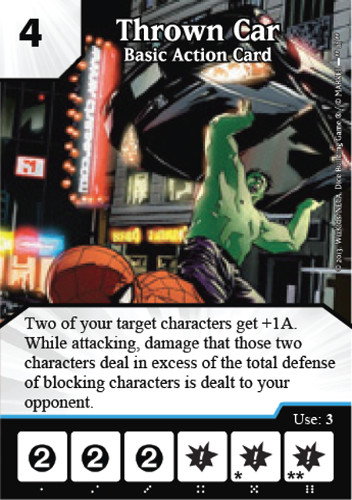 4
Thrown Car
Basic Action Card
Two of your target characters get +1A.
While attacking, damage that those two
characters deal in excess of the total defense
of blocking characters is dealt to your
opponent.
Use: 3
2 2 2 ! ! !
* **